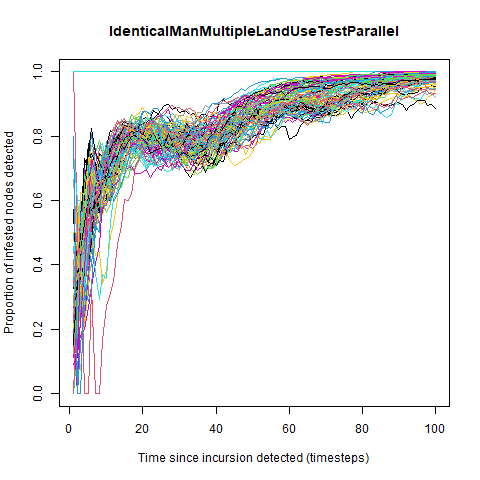 IdenticalManMultipleLandUseTestParallel
Proportion of infested nodes detected
1.0
0.8
0.6
0.4
0.2
0.0
0 20 40 60 80 100
Time since incursion detected (timesteps)